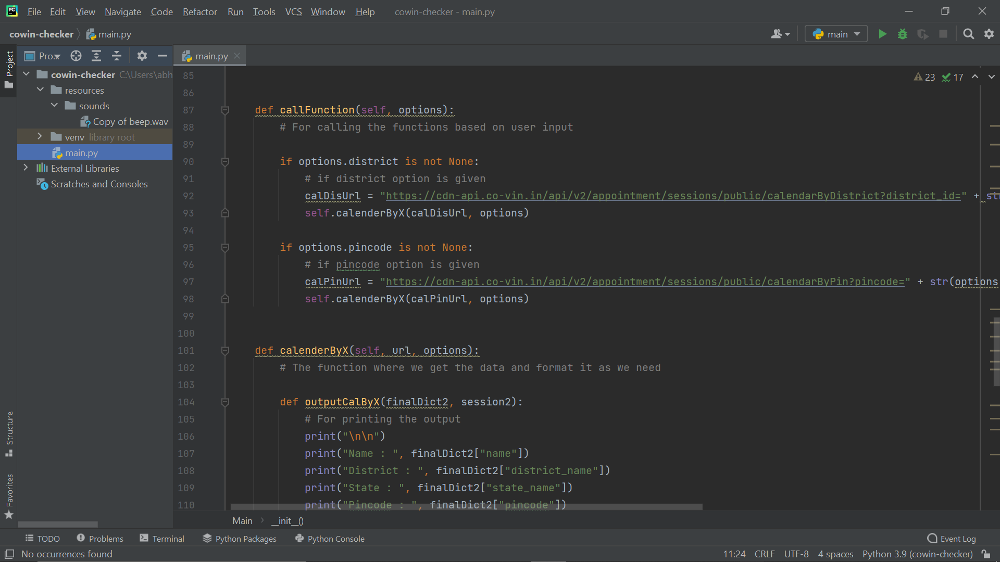 File Edit View Navigate Code Refactor Run Tools VCS Window Help cowin-checker - main.py
cowin-checker main.py main
Project Pro... main.py
cowin-checker C:\Users\abh
resources
sounds
Copy of beep.wav
venv library root
main.py
External Libraries
Scratches and Consoles
Structure
Favorites
23 17
85
86
87 def callFunction(self, options):
88 # For calling the functions based on user input
89
90 if options.district is not None:
91 # if district option is given
92 calDisUrl = "https://cdn-api.co-vin.in/api/v2/appointment/sessions/public/calendarByDistrict?district_id=" + str
93 self.calenderByX(calDisUrl, options)
94
95 if options.pincode is not None:
96 # if pincode option is given
97 calPinUrl = "https://cdn-api.co-vin.in/api/v2/appointment/sessions/public/calendarByPin?pincode=" + str(options
98 self.calenderByX(calPinUrl, options)
99
100
101 def calenderByX(self, url, options):
102 # The function where we get the data and format it as we need
103
104 def outputCalByX(finalDict2, session2):
105 # For printing the output
106 print("\n\n")
107 print("Name : ", finalDict2["name"])
108 print("District : ", finalDict2["district_name"])
109 print("State : ", finalDict2["state_name"])
110 print("Pincode : ", finalDict2["pincode"])
Main __init__()
TODO Problems Terminal Python Packages Python Console Event Log
No occurrences found 11:24 CRLF UTF-8 4 spaces Python 3.9 (cowin-checker)